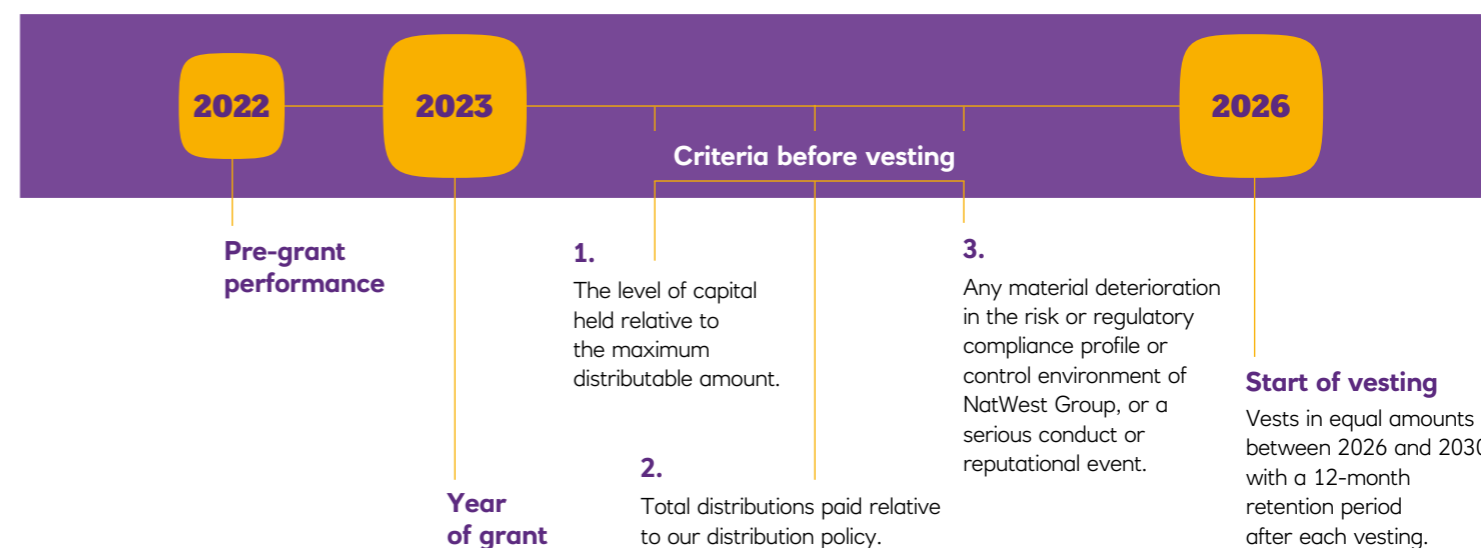 2022
2023
2026
Criteria before vesting
Pre-grant
performance
Year
of grant
1.
The level of capital
held relative to
the maximum
distributable amount.
2.
Total distributions paid relative
to our distribution policy.
3.
Any material deterioration
in the risk or regulatory
compliance profile or
control environment of
NatWest Group, or a
serious conduct or
reputational event.
Start of vesting
Vests in equal amounts
between 2026 and 2030
with a 12-month
retention period
after each vesting.